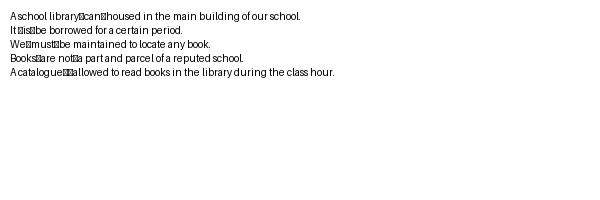 A school library▯can▯housed in the main building of our school.
It▯is▯be borrowed for a certain period.
We▯must▯be maintained to locate any book.
Books▯are not▯a part and parcel of a reputed school.
A catalogue▯▯allowed to read books in the library during the class hour.